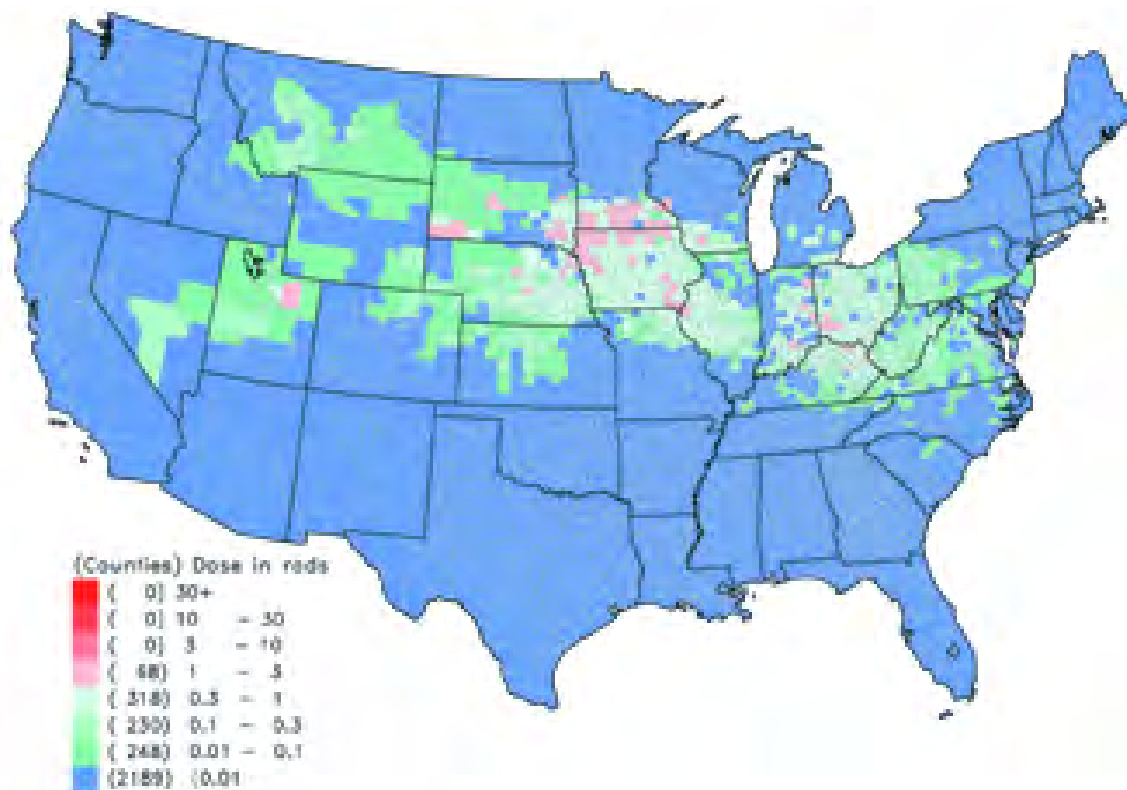 (Counties) Dose in rads
( 0) 30+
( 0) 10 - 30
( 0) 3 - 10
( 68) 1 - 3
( 318) 0.3 - 1
( 230) 0.1 - 0.3
( 248) 0.01 - 0.1
(2189) <0.01